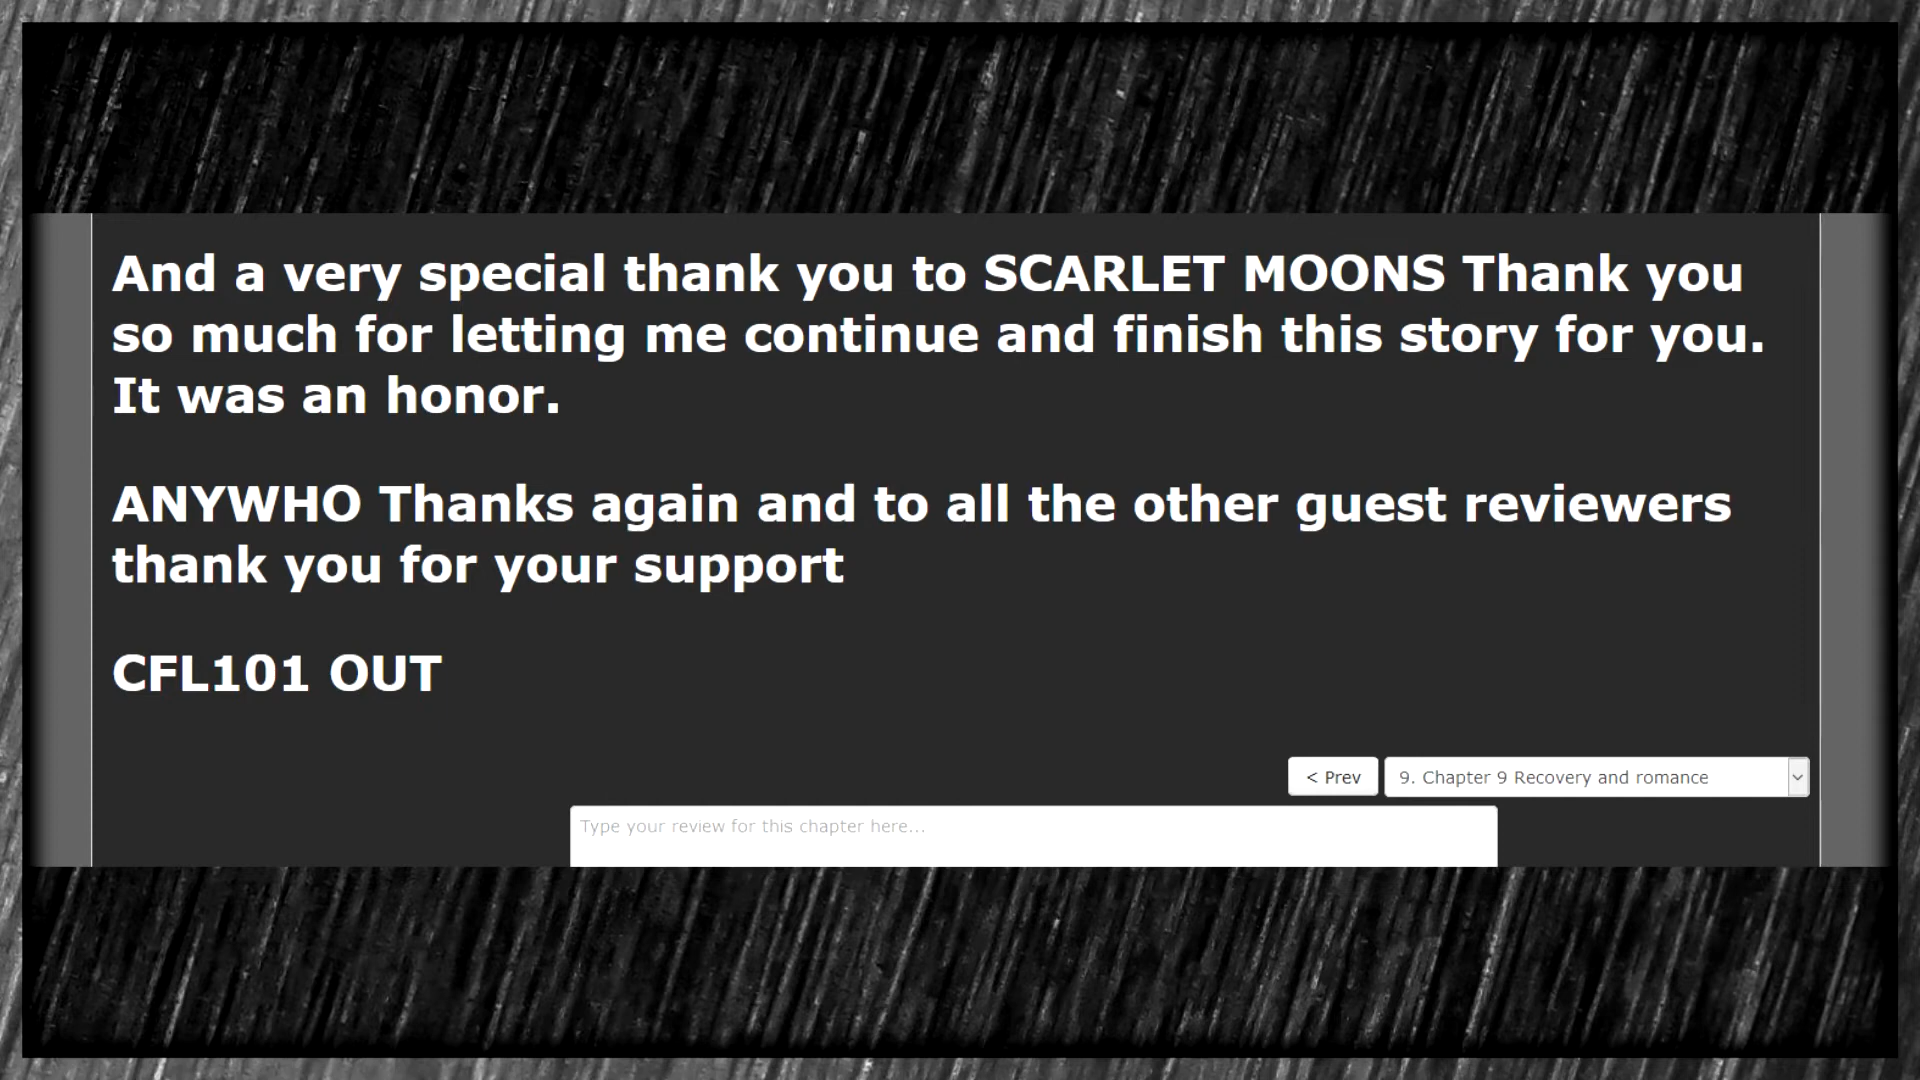 And a very special thank you to SCARLET MOONS Thank you
so much for letting me continue and finish this story for you.
It was an honor.
ANYWHO Thanks again and to all the other guest reviewers
thank you for your support
CFL101 OUT
< Prev
9. Chapter 9 Recovery and romance
Type your review for this chapter here...